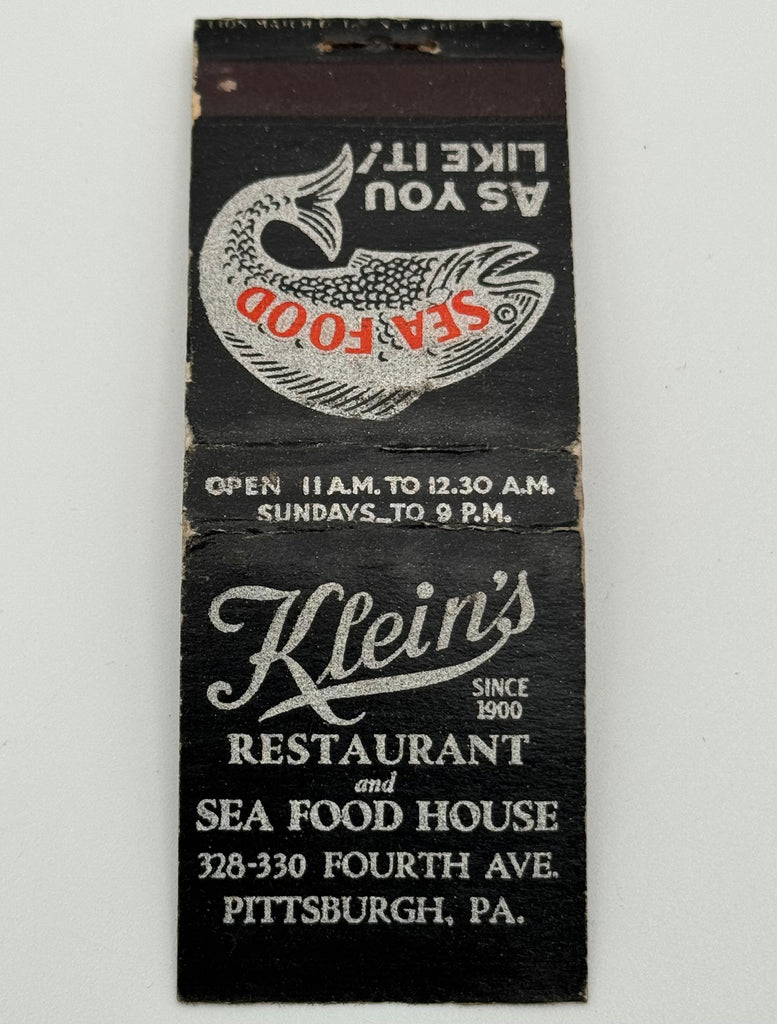 AS YOU
LIKE IT!
SEA FOOD
OPEN 11 A.M. TO 12.30 A.M.
SUNDAYS TO 9 P.M.
Klein's
SINCE
1900
RESTAURANT
and
SEA FOOD HOUSE
328-330 FOURTH AVE.
PITTSBURGH, PA.